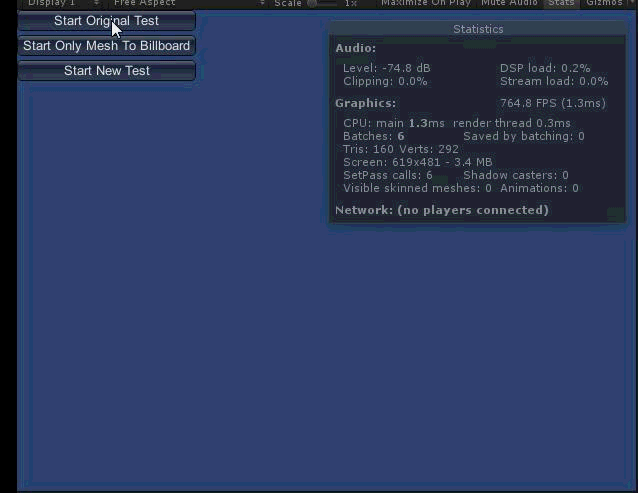 Display 1 Free Aspect Scale 1x Maximize On Play Mute Audio Stats Gizmos
Start Original Test
Start Only Mesh To Billboard
Start New Test
Statistics
Audio:
Level: -74.8 dB DSP load: 0.2%
Clipping: 0.0% Stream load: 0.0%
Graphics: 764.8 FPS (1.3ms)
CPU: main 1.3ms render thread 0.3ms
Batches: 6 Saved by batching: 0
Tris: 160 Verts: 292
Screen: 619x481 - 3.4 MB
SetPass calls: 6 Shadow casters: 0
Visible skinned meshes: 0 Animations: 0
Network: (no players connected)